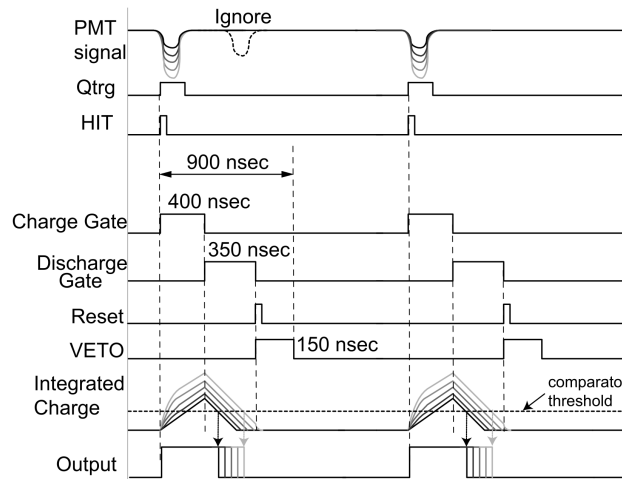 PMT
signal
Ignore
Qtrg
HIT
900 nsec
Charge Gate
400 nsec
Discharge
Gate
350 nsec
Reset
VETO
150 nsec
Integrated
Charge
comparato
threshold
Output